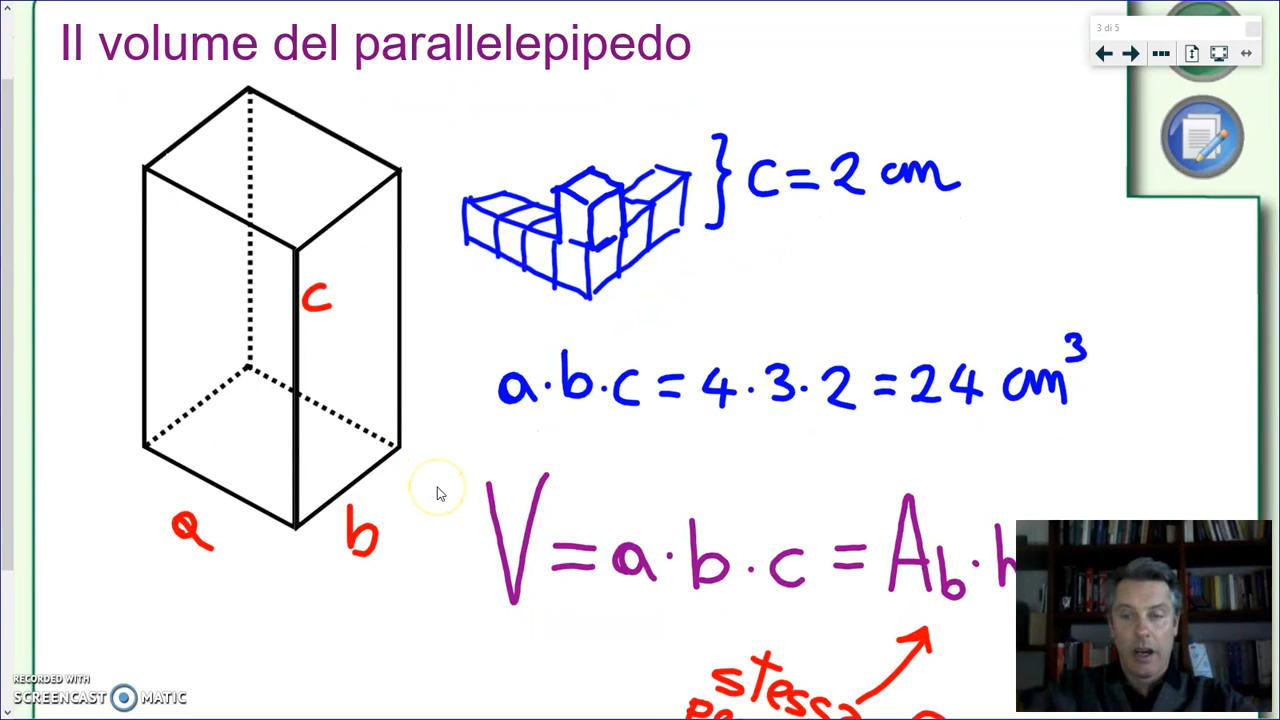 Il volume del parallelepipedo
3 di 5
c = 2 cm
c
a·b·c = 4·3·2 = 24 cm³
a
b
V = a·b·c = Ab·h
stessa
RECORDED WITH
SCREENCAST MATIC